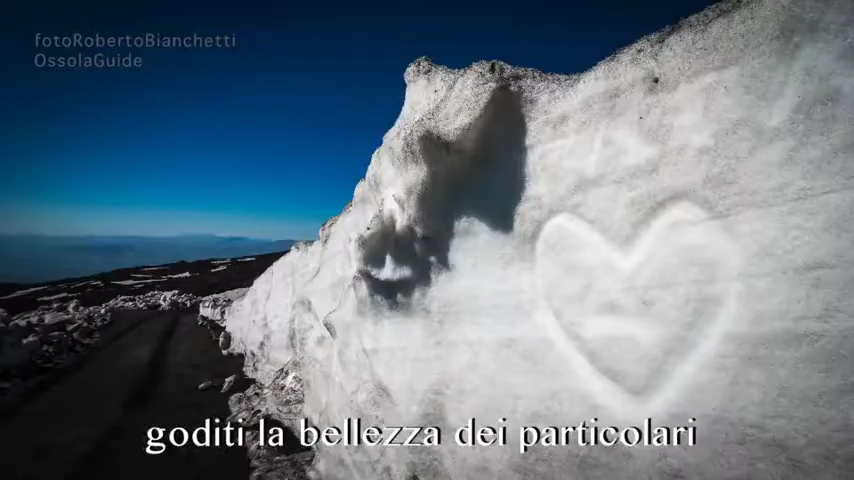 fotoRobertoBianchetti
OssolaGuide
goditi la bellezza dei particolari